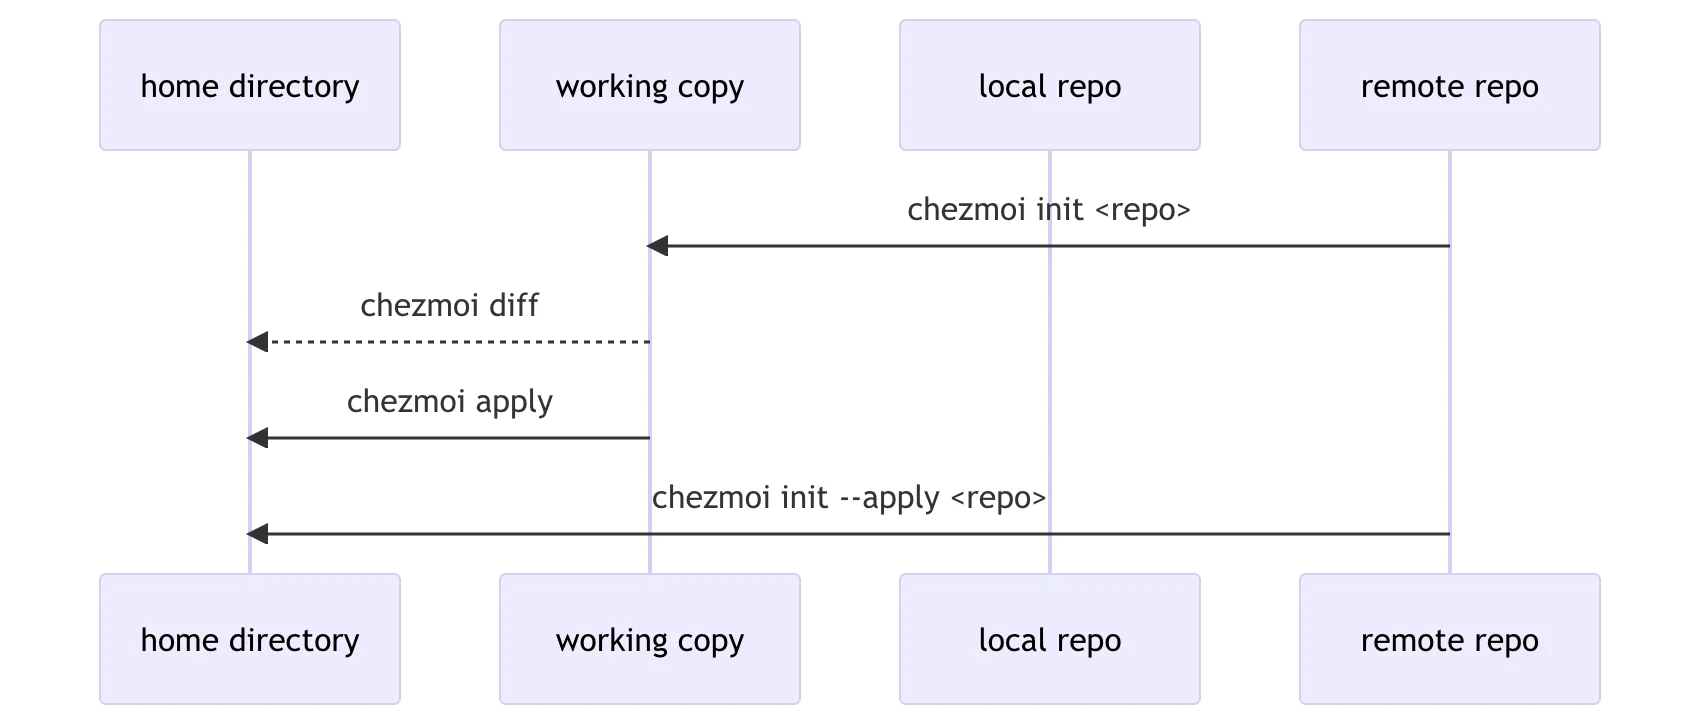 home directory
working copy
local repo
remote repo
chezmoi init <repo>
chezmoi diff
chezmoi apply
chezmoi init --apply <repo>
home directory
working copy
local repo
remote repo